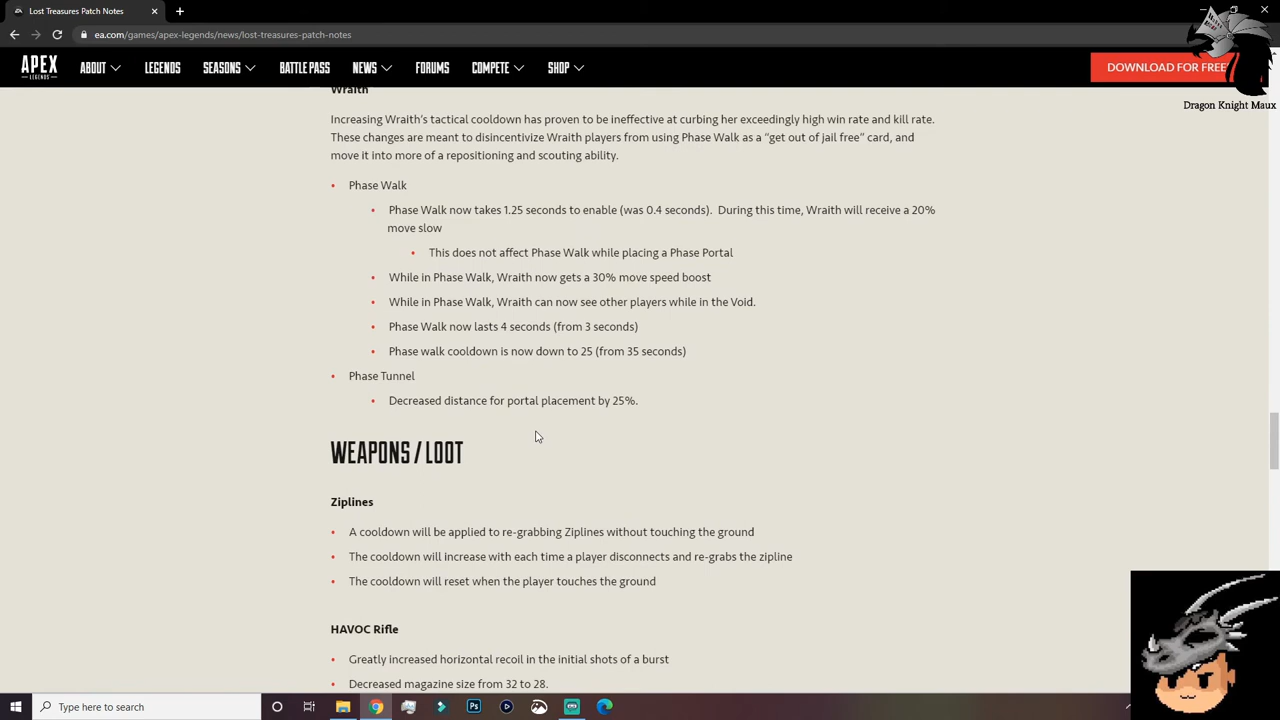 Lost Treasures Patch Notes
ea.com/games/apex-legends/news/lost-treasures-patch-notes
APEX
LEGENDS
ABOUT LEGENDS SEASONS BATTLE PASS NEWS FORUMS COMPETE SHOP
DOWNLOAD FOR FREE
Dragon Knight Maux
Wraith
Increasing Wraith's tactical cooldown has proven to be ineffective at curbing her exceedingly high win rate and kill rate.
These changes are meant to disincentivize Wraith players from using Phase Walk as a “get out of jail free” card, and
move it into more of a repositioning and scouting ability.
• Phase Walk
• Phase Walk now takes 1.25 seconds to enable (was 0.4 seconds). During this time, Wraith will receive a 20%
move slow
• This does not affect Phase Walk while placing a Phase Portal
• While in Phase Walk, Wraith now gets a 30% move speed boost
• While in Phase Walk, Wraith can now see other players while in the Void.
• Phase Walk now lasts 4 seconds (from 3 seconds)
• Phase walk cooldown is now down to 25 (from 35 seconds)
• Phase Tunnel
• Decreased distance for portal placement by 25%.
WEAPONS / LOOT
Ziplines
• A cooldown will be applied to re-grabbing Ziplines without touching the ground
• The cooldown will increase with each time a player disconnects and re-grabs the zipline
• The cooldown will reset when the player touches the ground
HAVOC Rifle
• Greatly increased horizontal recoil in the initial shots of a burst
• Decreased magazine size from 32 to 28.
Type here to search